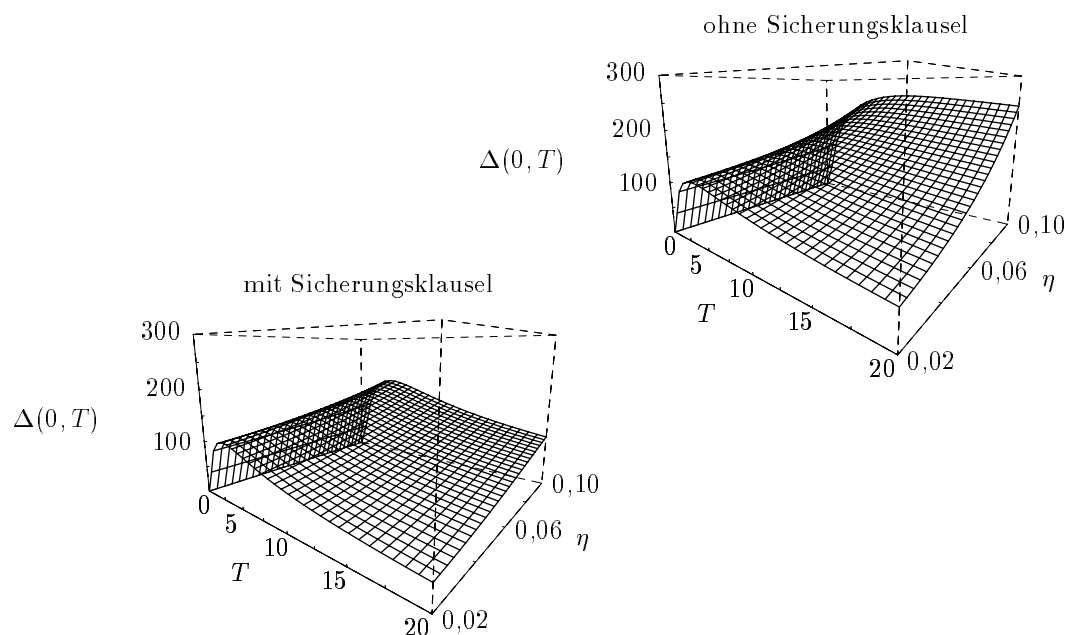 ohne Sicherungsklausel
300
200
100
Δ(0, T)
0
5
10
15
20
T
0,02
0,06
0,10
η
mit Sicherungsklausel
300
200
100
Δ(0, T)
0
5
10
15
20
T
0,02
0,06
0,10
η